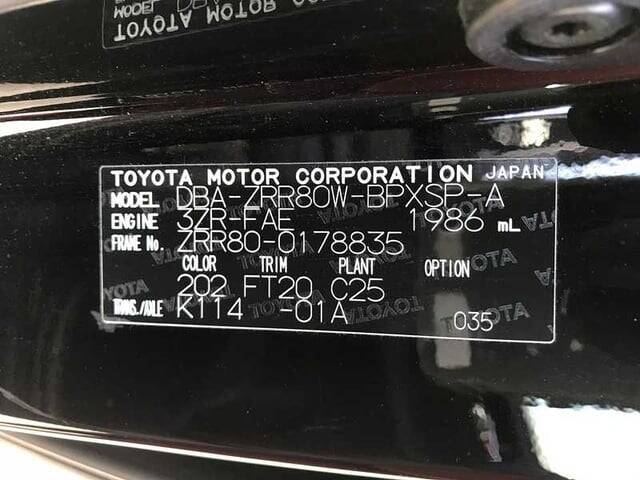 TOYOTA MOTOR CORPORATION JAPAN
MODEL DBA-ZRR80W-BPXSP-A
ENGINE 3ZR-FAE 1986 mL
FRAME No. ZRR80-0178835
COLOR TRIM PLANT OPTION
202 FT20 C25
TRANS./AXLE K114 -01A 035